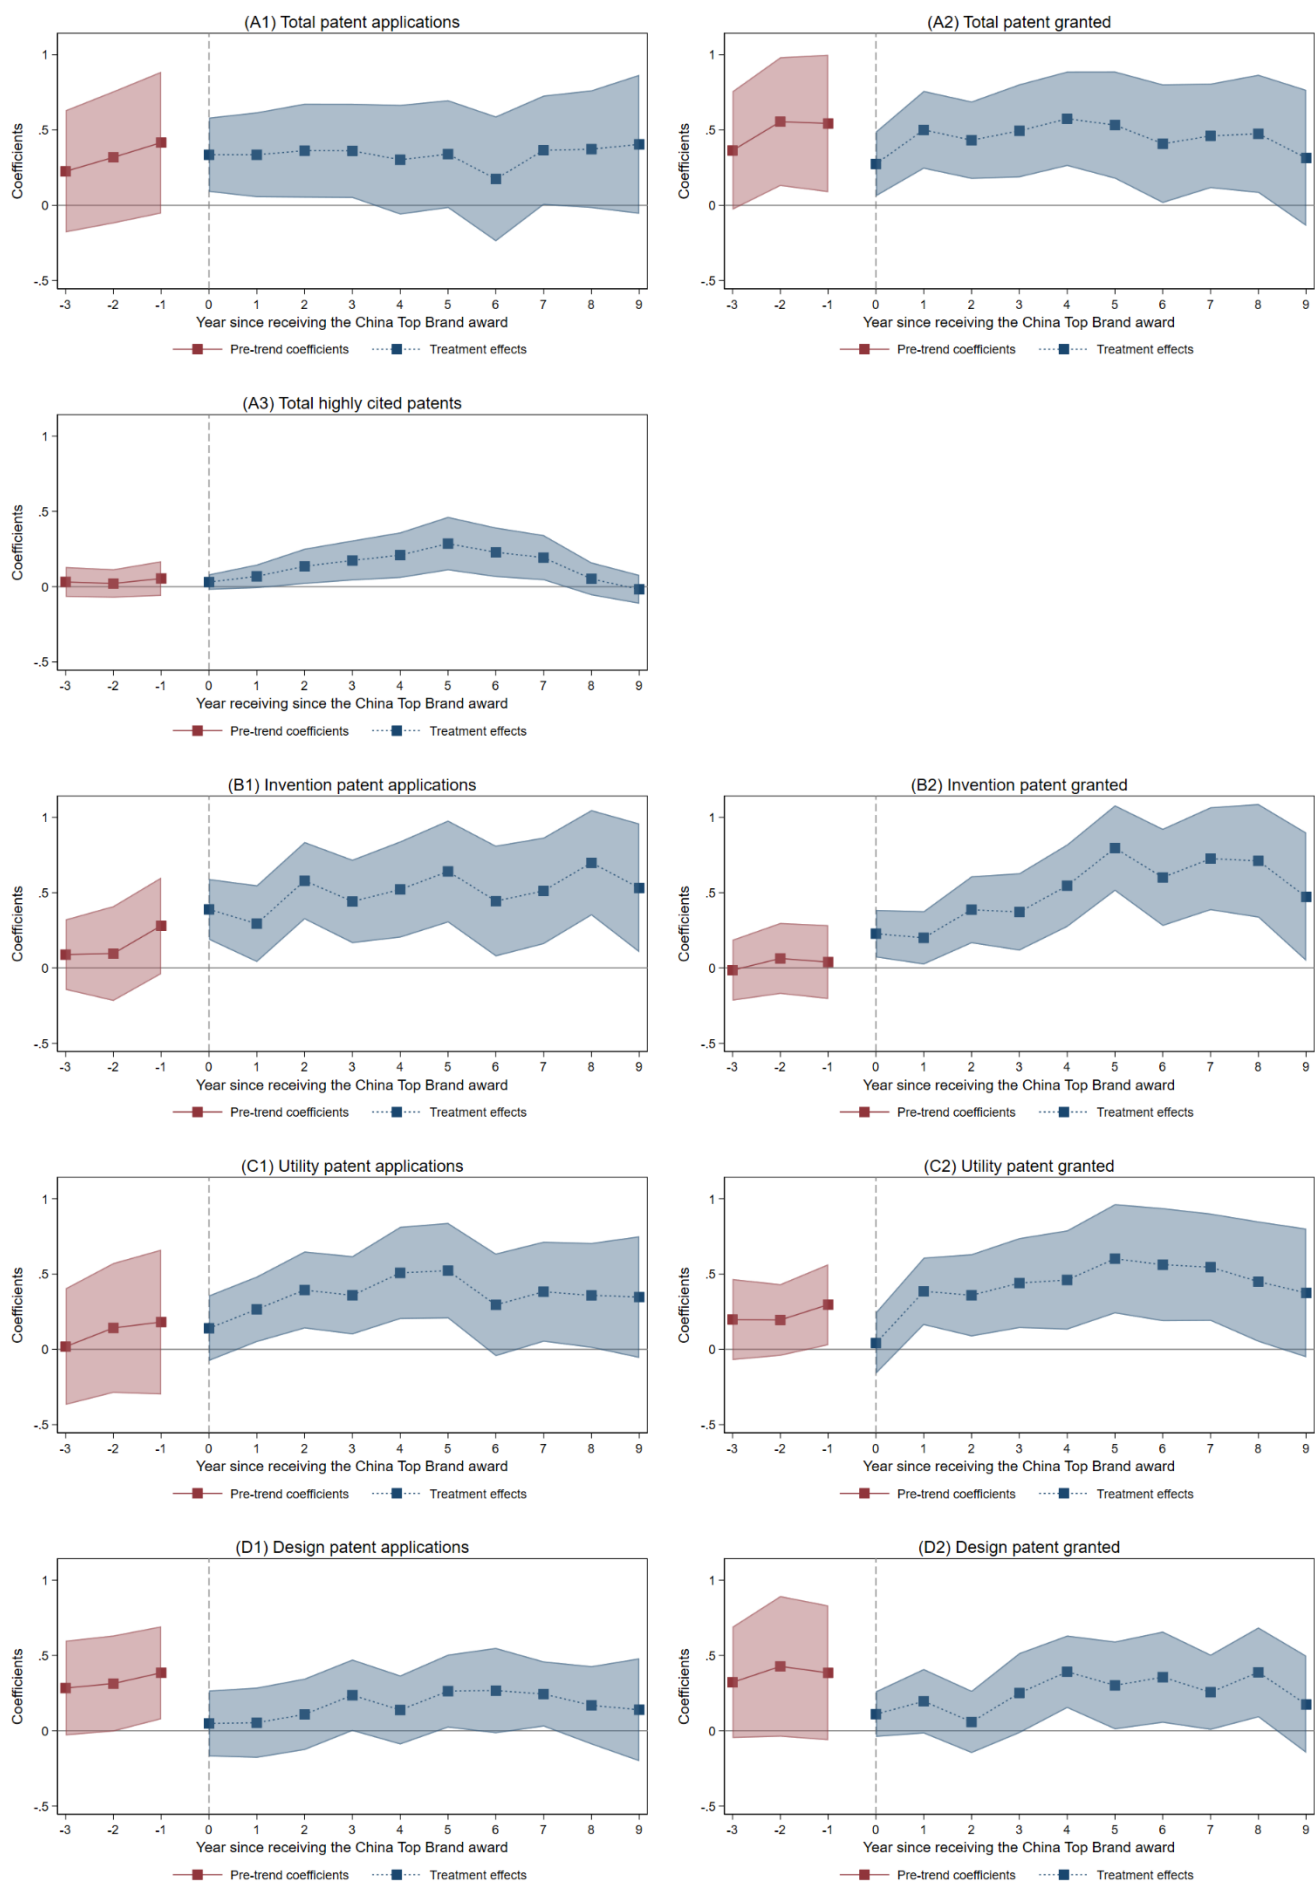 (A1) Total patent applications
Coefficients
1
.5
0
-.5
-3 -2 -1 0 1 2 3 4 5 6 7 8 9
Year since receiving the China Top Brand award
Pre-trend coefficients Treatment effects
(A2) Total patent granted
Coefficients
1
.5
0
-.5
-3 -2 -1 0 1 2 3 4 5 6 7 8 9
Year since receiving the China Top Brand award
Pre-trend coefficients Treatment effects
(A3) Total highly cited patents
Coefficients
1
.5
0
-.5
-3 -2 -1 0 1 2 3 4 5 6 7 8 9
Year receiving since the China Top Brand award
Pre-trend coefficients Treatment effects
(B1) Invention patent applications
Coefficients
1
.5
0
-.5
-3 -2 -1 0 1 2 3 4 5 6 7 8 9
Year since receiving the China Top Brand award
Pre-trend coefficients Treatment effects
(B2) Invention patent granted
Coefficients
1
.5
0
-.5
-3 -2 -1 0 1 2 3 4 5 6 7 8 9
Year since receiving the China Top Brand award
Pre-trend coefficients Treatment effects
(C1) Utility patent applications
Coefficients
1
.5
0
-.5
-3 -2 -1 0 1 2 3 4 5 6 7 8 9
Year since receiving the China Top Brand award
Pre-trend coefficients Treatment effects
(C2) Utility patent granted
Coefficients
1
.5
0
-.5
-3 -2 -1 0 1 2 3 4 5 6 7 8 9
Year since receiving the China Top Brand award
Pre-trend coefficients Treatment effects
(D1) Design patent applications
Coefficients
1
.5
0
-.5
-3 -2 -1 0 1 2 3 4 5 6 7 8 9
Year since receiving the China Top Brand award
Pre-trend coefficients Treatment effects
(D2) Design patent granted
Coefficients
1
.5
0
-.5
-3 -2 -1 0 1 2 3 4 5 6 7 8 9
Year since receiving the China Top Brand award
Pre-trend coefficients Treatment effects